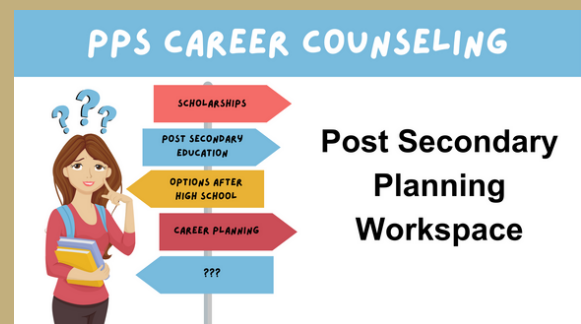 PPS CAREER COUNSELING
???
SCHOLARSHIPS
POST SECONDARY
EDUCATION
OPTIONS AFTER
HIGH SCHOOL
CAREER PLANNING
???
Post Secondary
Planning
Workspace